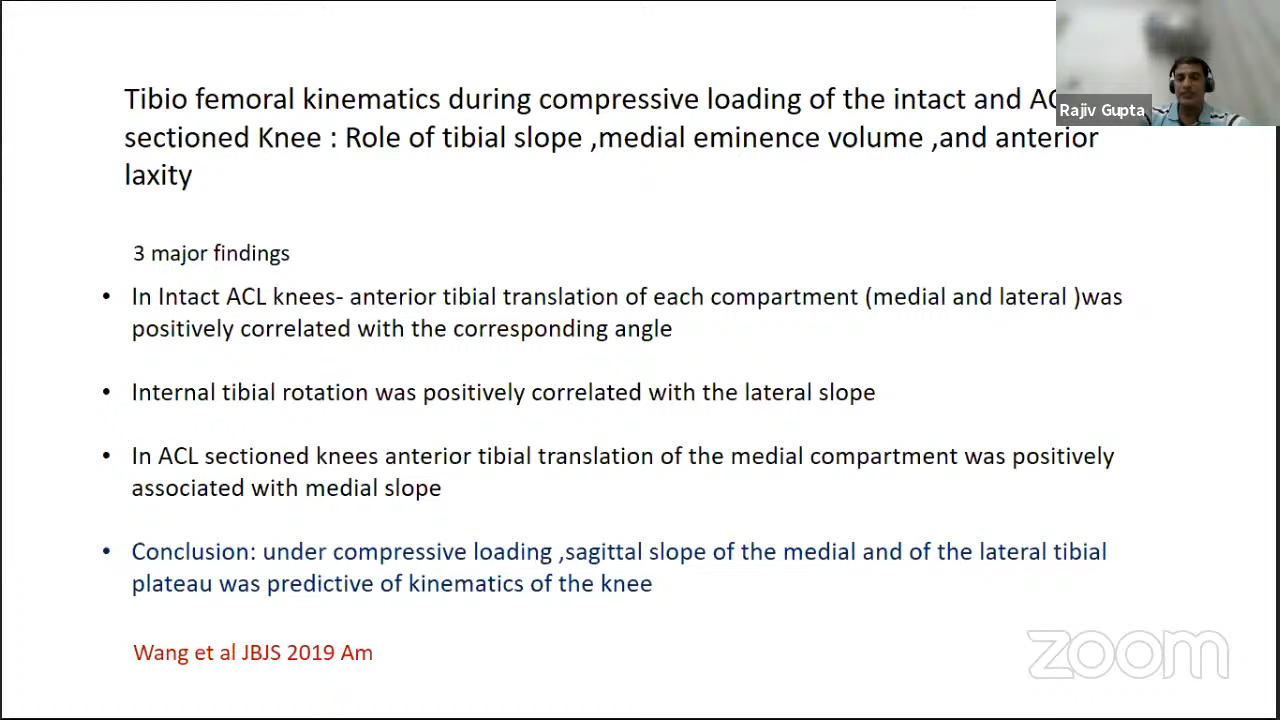 Tibio femoral kinematics during compressive loading of the intact and
sectioned Knee : Role of tibial slope ,medial eminence volume ,and anterior
laxity
Rajiv Gupta
3 major findings
• In Intact ACL knees- anterior tibial translation of each compartment (medial and lateral )was
positively correlated with the corresponding angle
• Internal tibial rotation was positively correlated with the lateral slope
• In ACL sectioned knees anterior tibial translation of the medial compartment was positively
associated with medial slope
• Conclusion: under compressive loading ,sagittal slope of the medial and of the lateral tibial
plateau was predictive of kinematics of the knee
Wang et al JBJS 2019 Am
zoom